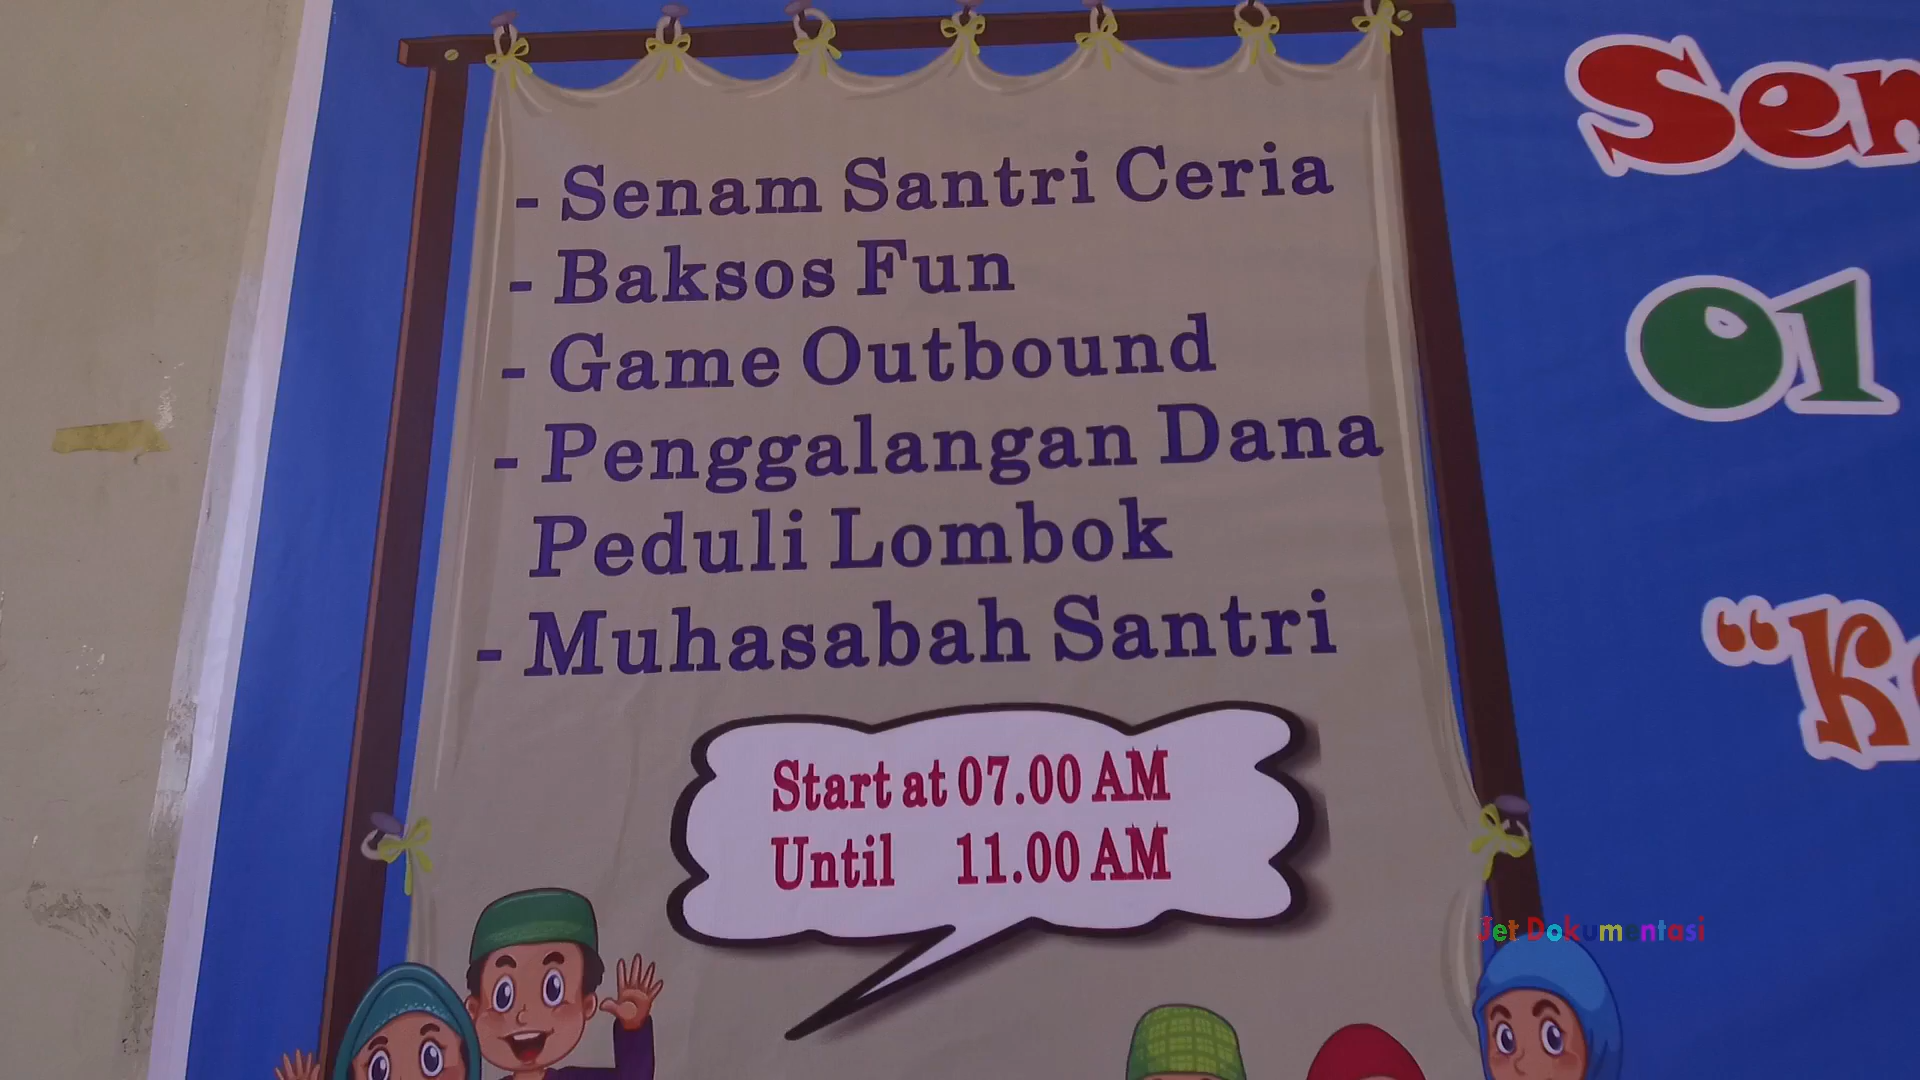 - Senam Santri Ceria
- Baksos Fun
- Game Outbound
- Penggalangan Dana
Peduli Lombok
- Muhasabah Santri
Start at 07.00 AM
Until 11.00 AM
01
Jet Dokumentasi